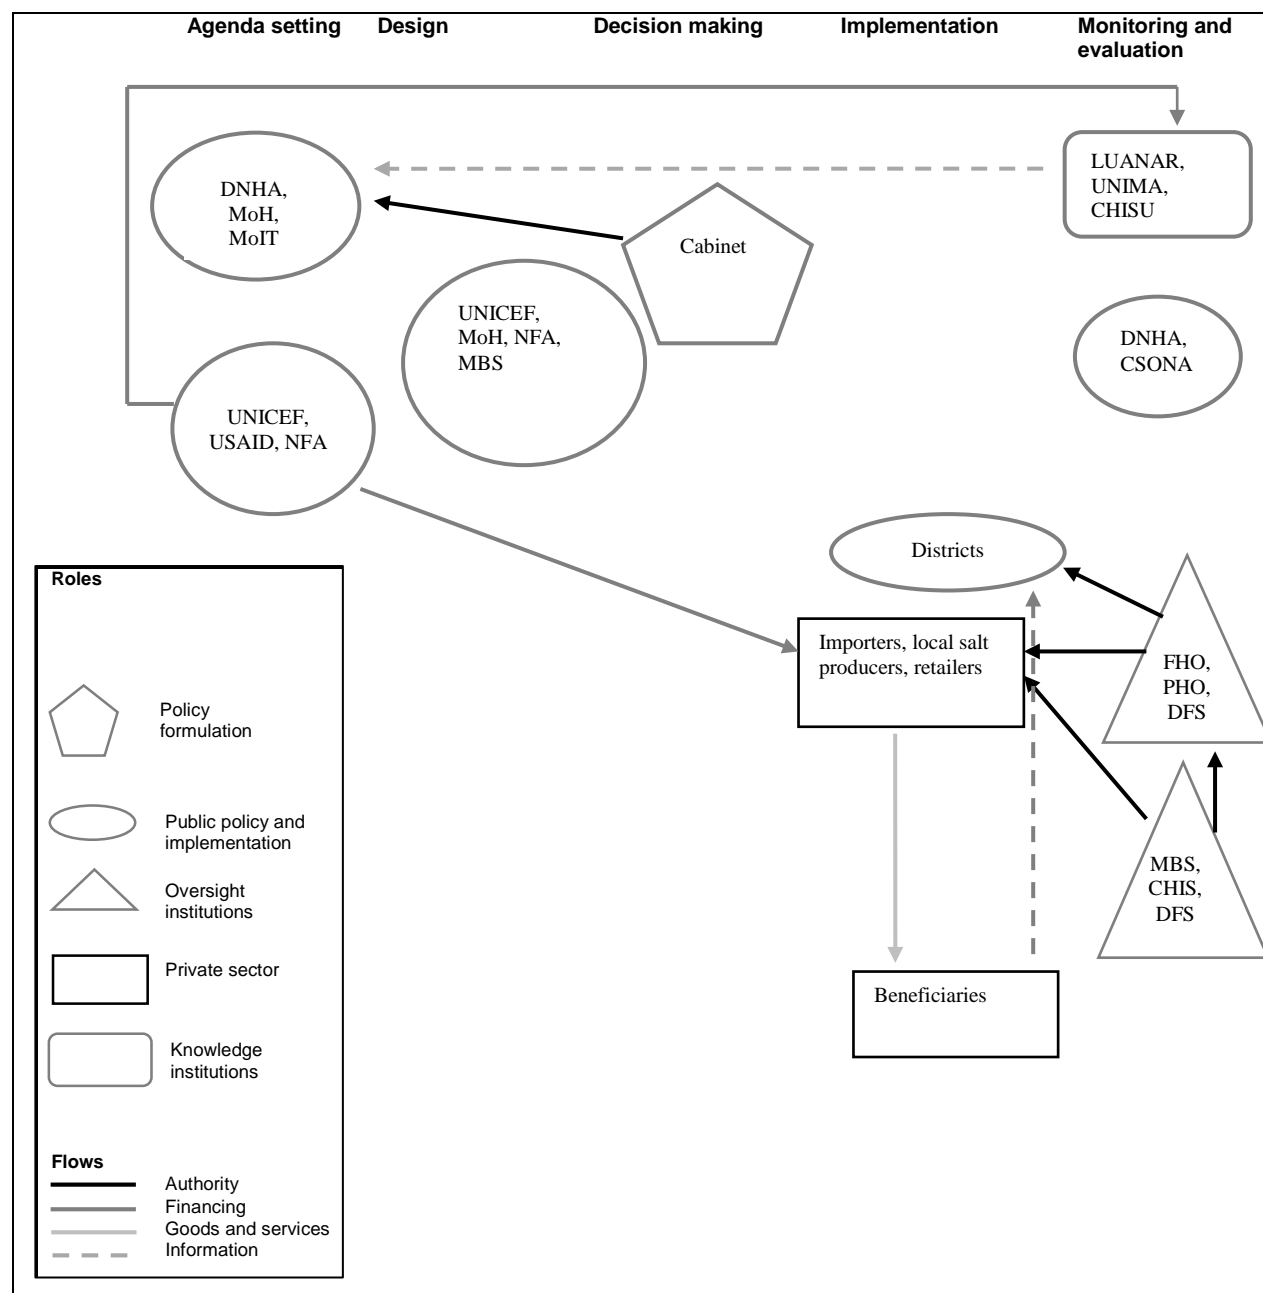 Agenda setting
Design
Decision making
Implementation
Monitoring and
evaluation
DNHA,
MoH,
MoIT
Cabinet
LUANAR,
UNIMA,
CHISU
UNICEF,
MoH, NFA,
MBS
DNHA,
CSONA
UNICEF,
USAID, NFA
Districts
Importers, local salt
producers, retailers
FHO,
PHO,
DFS
MBS,
CHIS,
DFS
Beneficiaries
Roles
Policy
formulation
Public policy and
implementation
Oversight
institutions
Private sector
Knowledge
institutions
Flows
Authority
Financing
Goods and services
Information